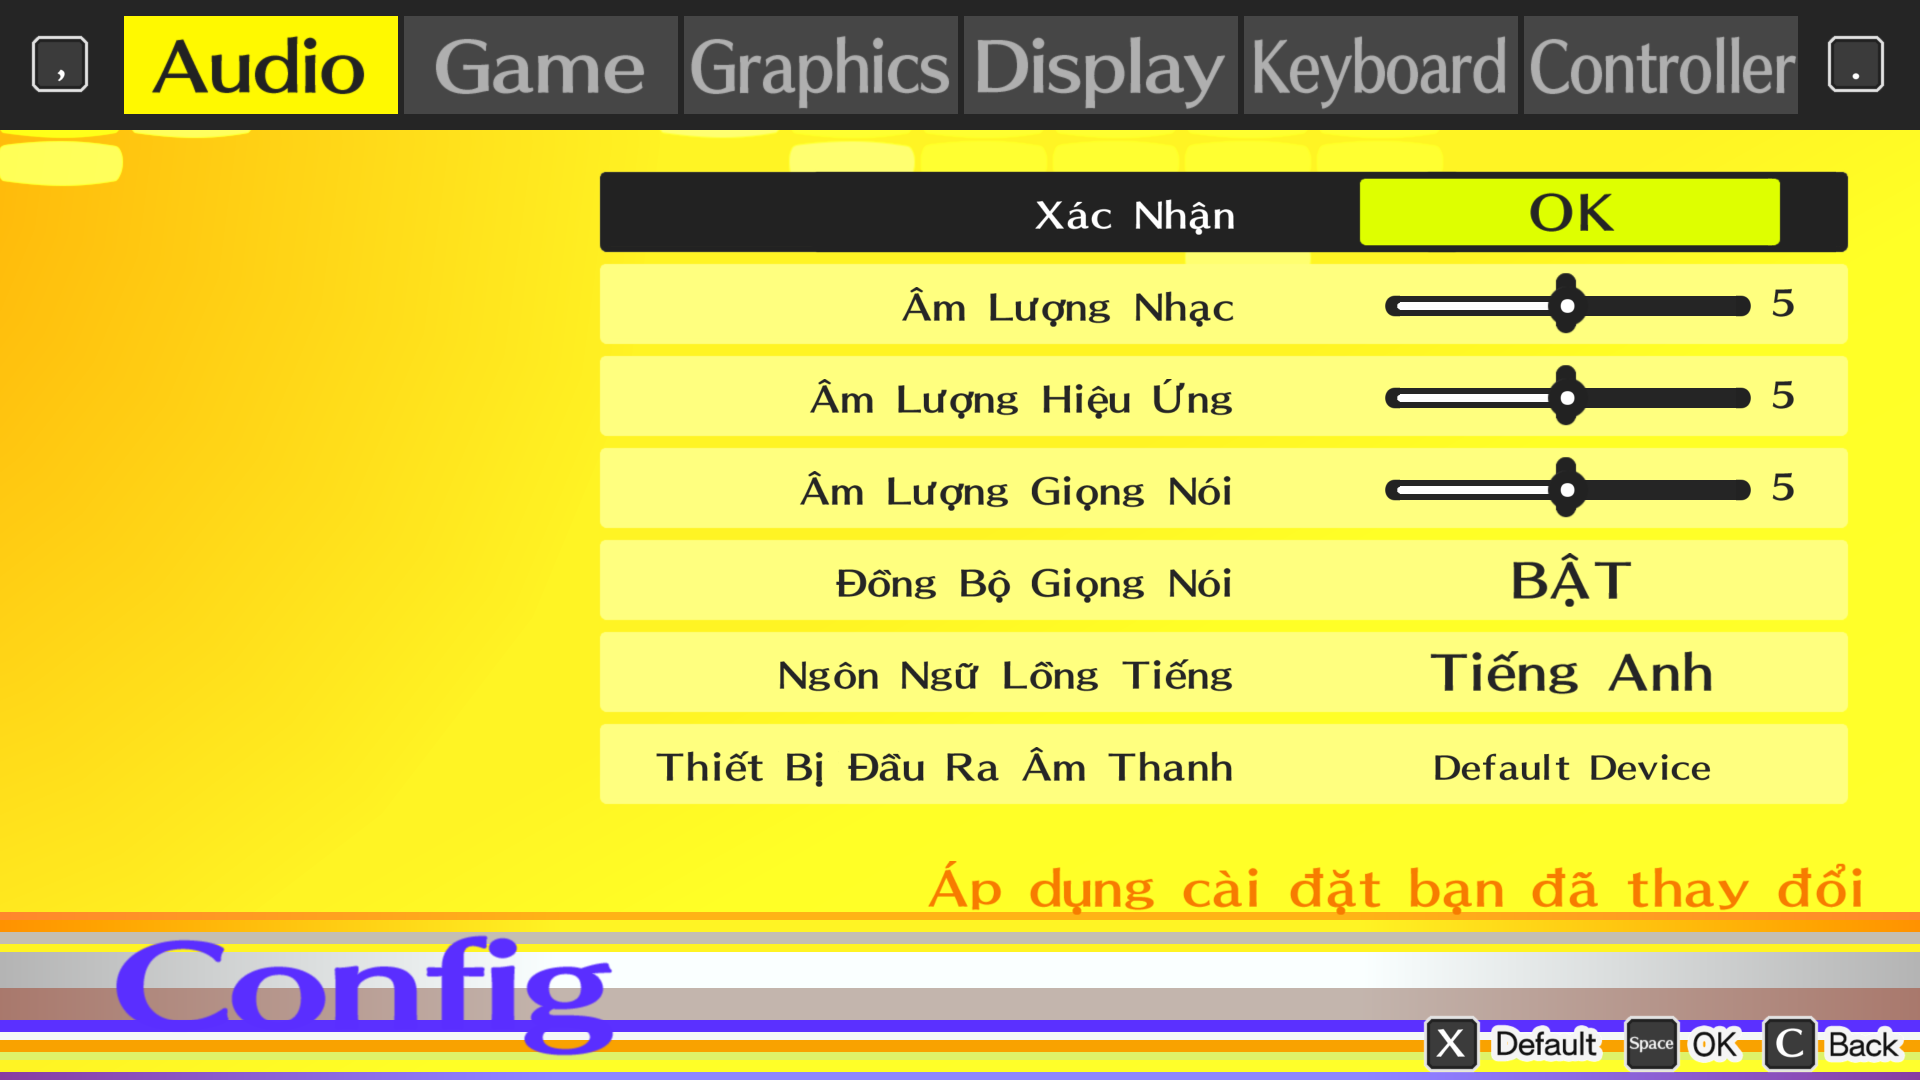 , Audio Game Graphics Display Keyboard Controller .
Xác Nhận OK
Âm Lượng Nhạc 5
Âm Lượng Hiệu Ứng 5
Âm Lượng Giọng Nói 5
Đồng Bộ Giọng Nói BẬT
Ngôn Ngữ Lồng Tiếng Tiếng Anh
Thiết Bị Đầu Ra Âm Thanh Default Device
Áp dụng cài đặt bạn đã thay đổi
Config
X Default Space OK C Back